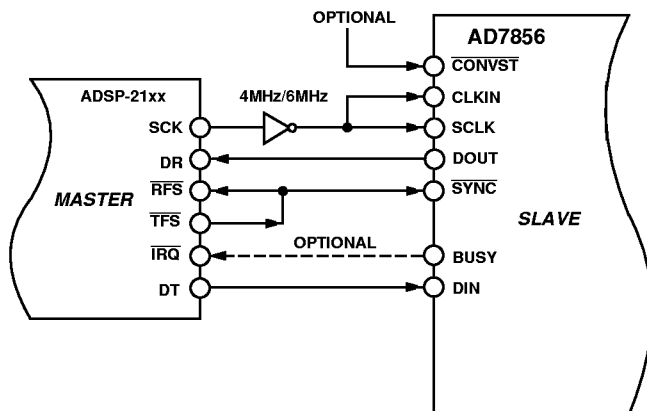 OPTIONAL
AD7856
ADSP-21xx
4MHz/6MHz
CONVST
CLKIN
SCK
SCLK
DR
DOUT
RFS
SYNC
MASTER
SLAVE
TFS
OPTIONAL
IRQ
BUSY
DT
DIN